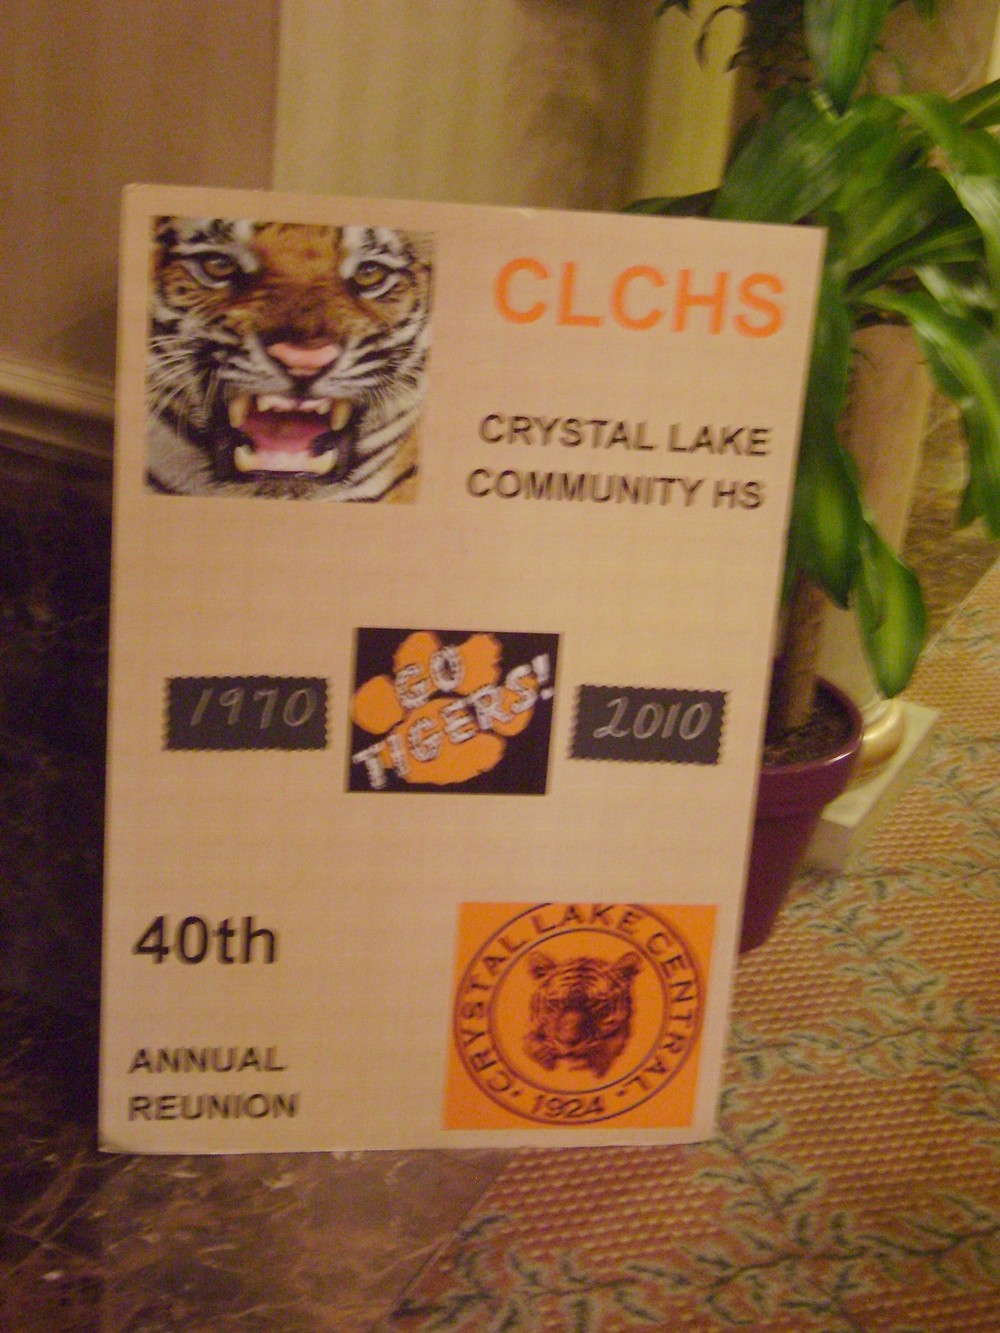 CLCHS
CRYSTAL LAKE
COMMUNITY HS
1970
GO
TIGERS!
2010
40th
ANNUAL
REUNION
CRYSTAL LAKE CENTRAL
1924